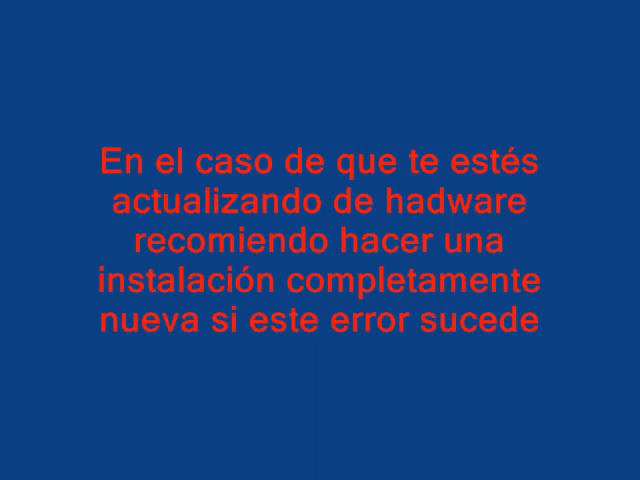 En el caso de que te estés
actualizando de hadware
recomiendo hacer una
instalación completamente
nueva si este error sucede